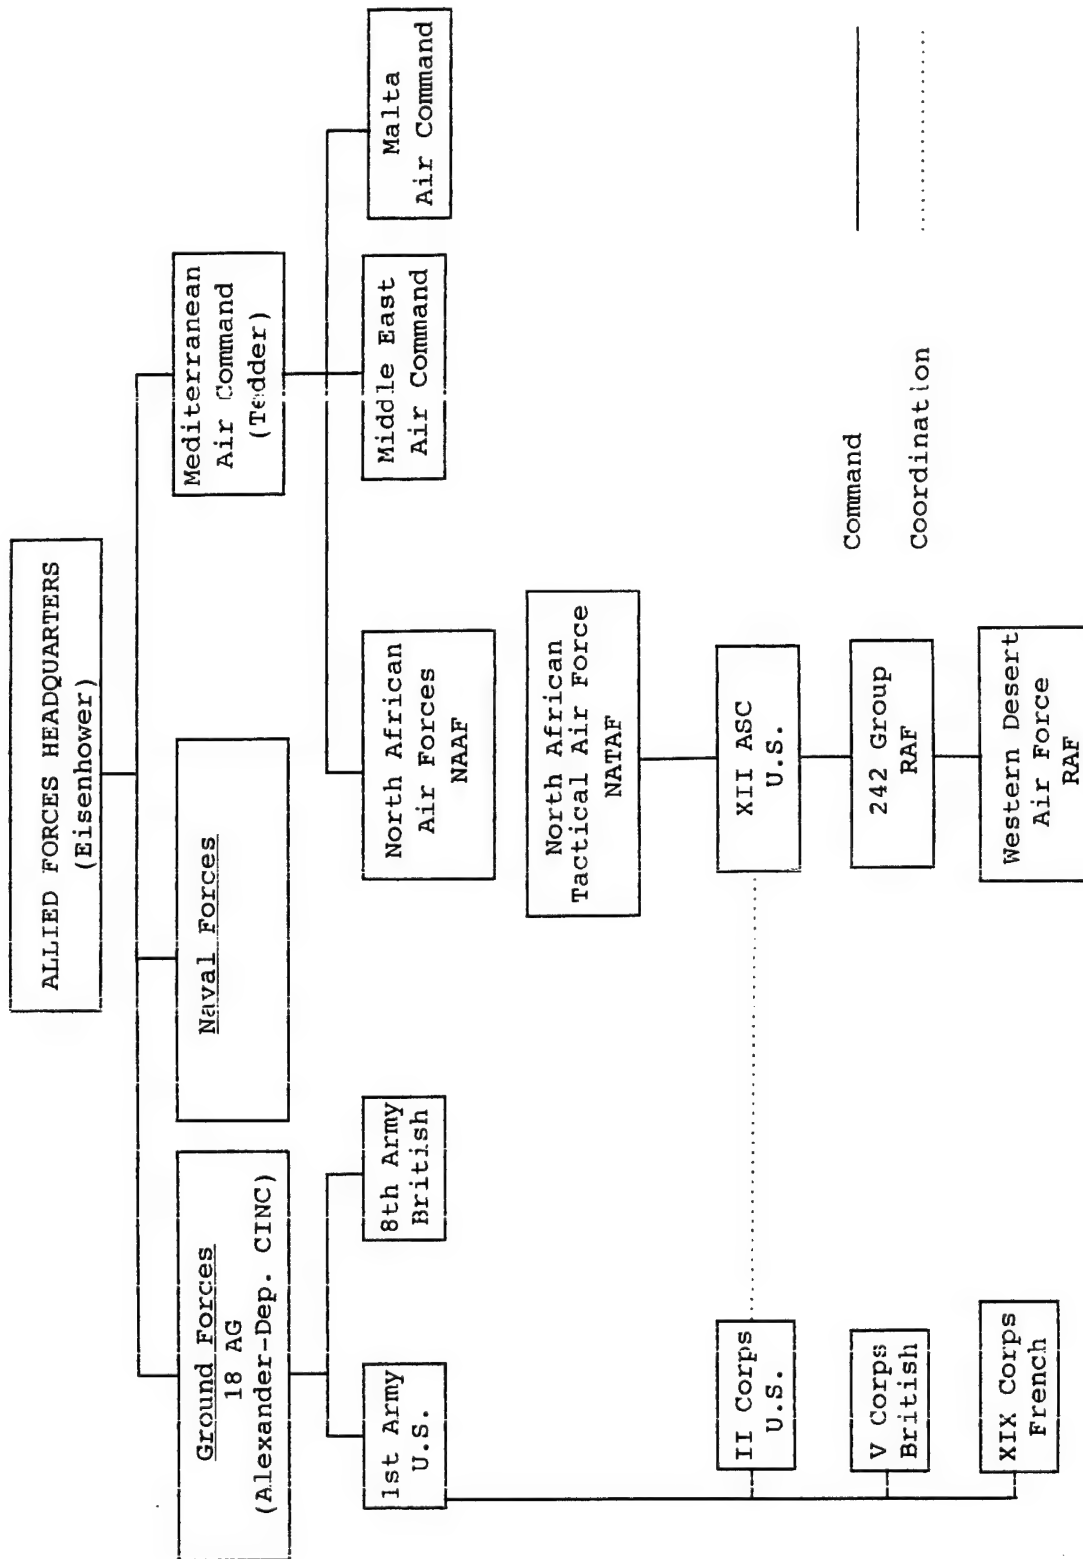 ALLIED FORCES HEADQUARTERS
(Eisenhower)
Ground Forces
18 AG
(Alexander-Dep. CINC)
Naval Forces
Mediterranean
Air Command
(Tedder)
1st Army
U.S.
8th Army
British
North African
Air Forces
NAAF
Middle East
Air Command
Malta
Air Command
North African
Tactical Air Force
NATAF
II Corps
U.S.
XII ASC
U.S.
V Corps
British
242 Group
RAF
XIX Corps
French
Western Desert
Air Force
RAF
Command
Coordination